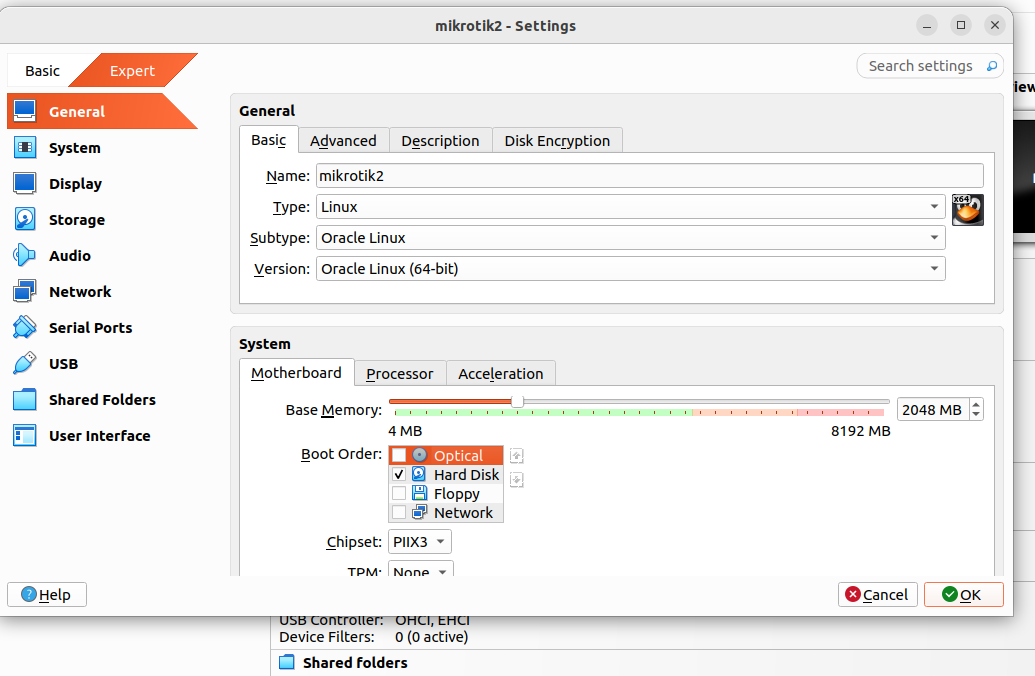 mikrotik2 - Settings
Basic
Expert
Search settings
General
System
Display
Storage
Audio
Network
Serial Ports
USB
Shared Folders
User Interface
General
Basic Advanced Description Disk Encryption
Name: mikrotik2
Type: Linux
x64
Subtype: Oracle Linux
Version: Oracle Linux (64-bit)
System
Motherboard Processor Acceleration
Base Memory: 2048 MB
4 MB 8192 MB
Boot Order: Optical
Hard Disk
Floppy
Network
Chipset: PIIX3
TPM: None
Help Cancel OK
USB Controller: OHCI, EHCI
Device Filters: 0 (0 active)
Shared folders